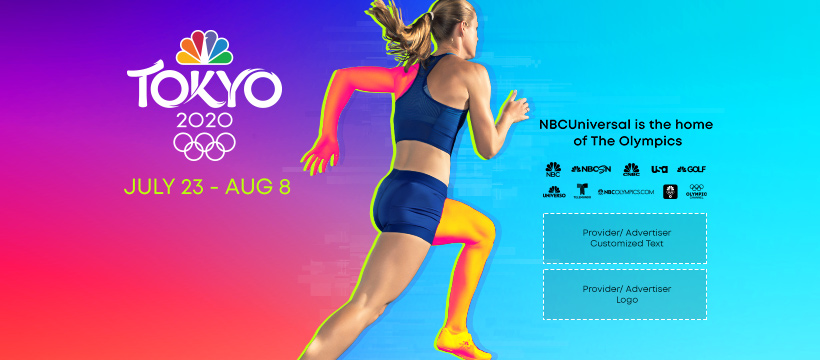 TOKYO
2020
JULY 23 - AUG 8
NBCUniversal is the home
of The Olympics
NBC NBCSN CNBC USA GOLF
UNIVERSO TELEMUNDO NBCOLYMPICS.COM OLYMPIC CHANNEL
Provider/ Advertiser
Customized Text
Provider/ Advertiser
Logo